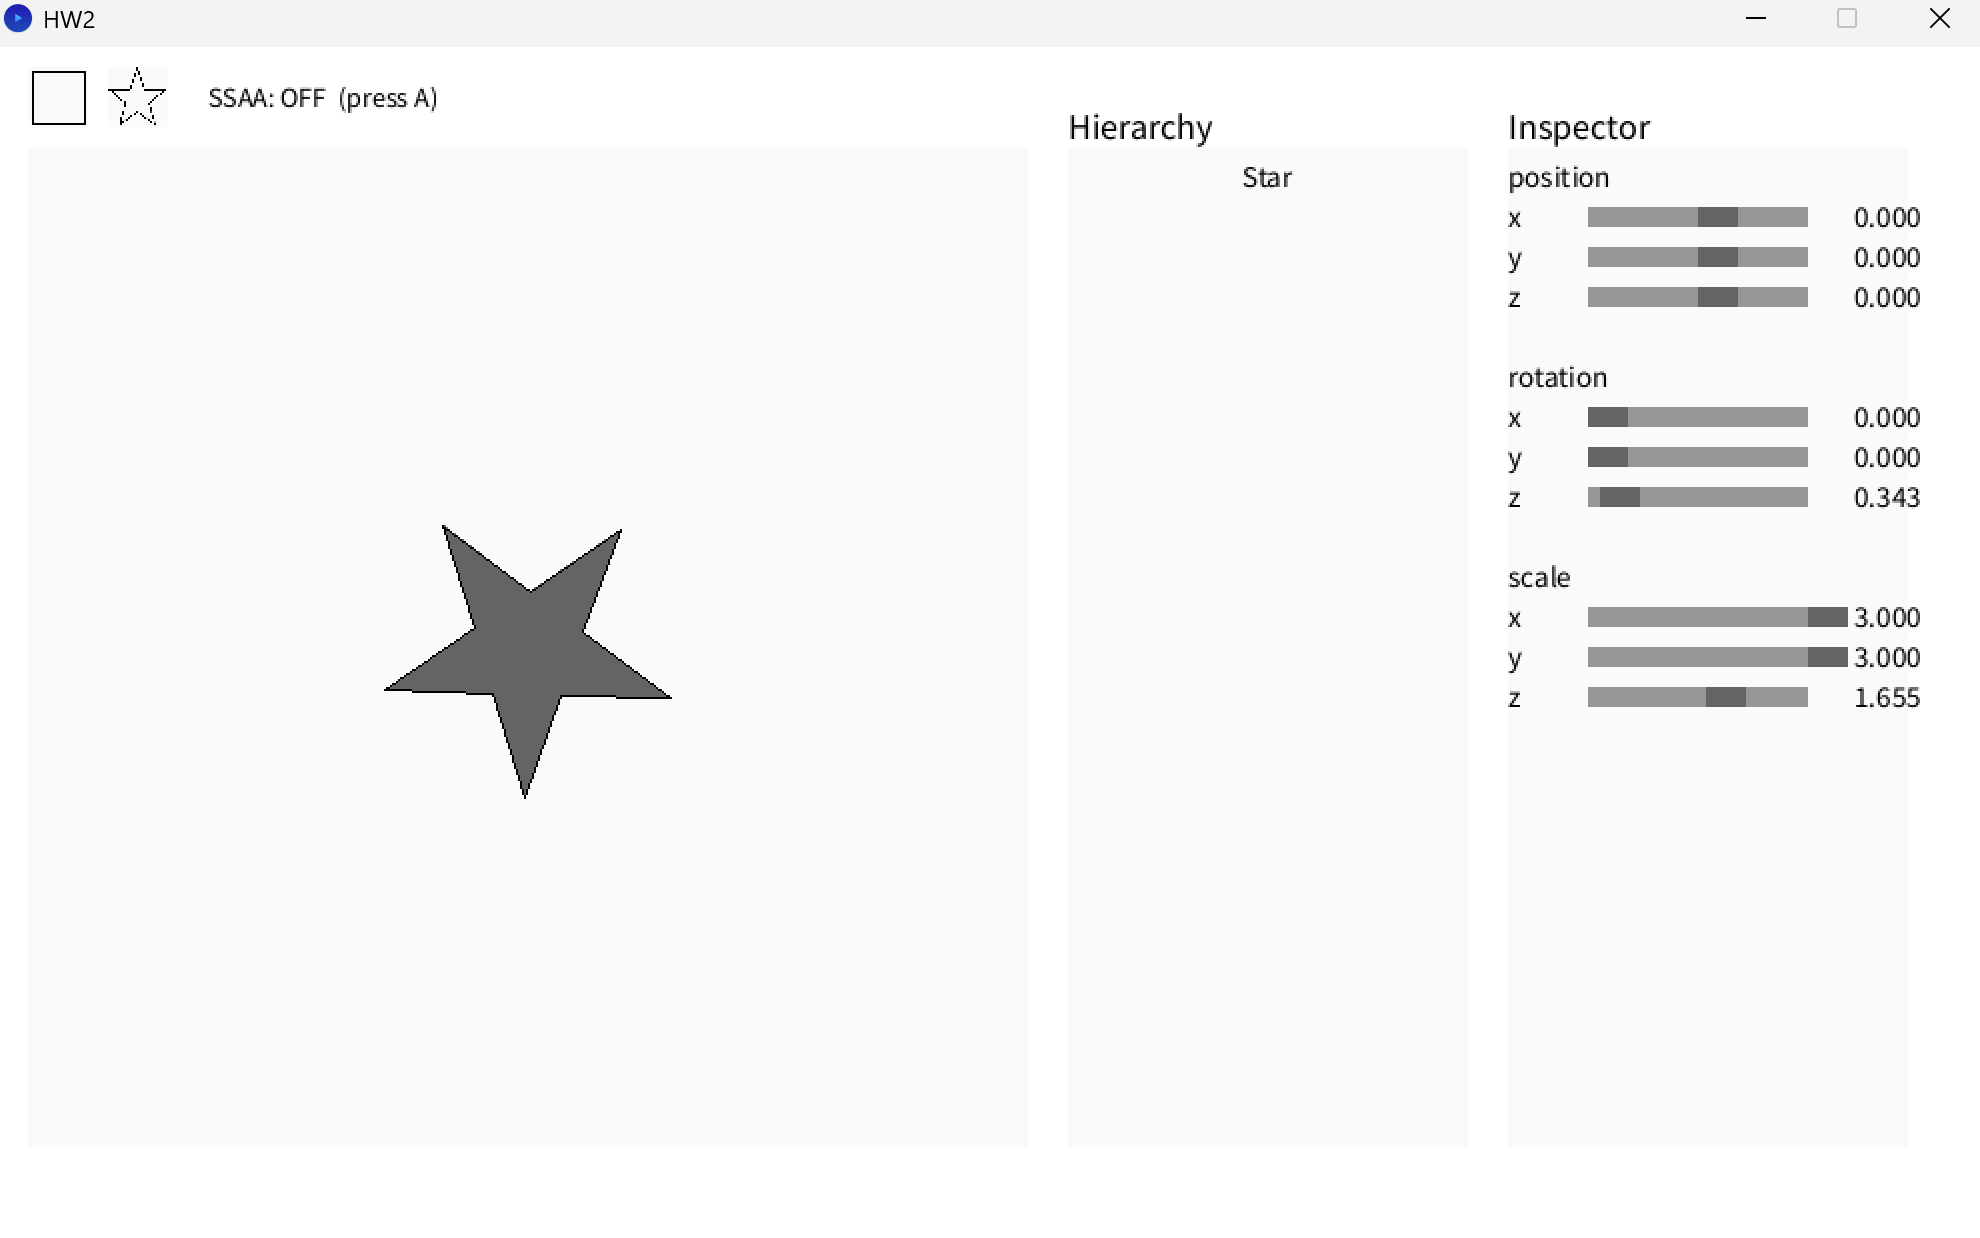 HW2
SSAA: OFF (press A)
Hierarchy
Star
Inspector
position
x 0.000
y 0.000
z 0.000
rotation
x 0.000
y 0.000
z 0.343
scale
x 3.000
y 3.000
z 1.655